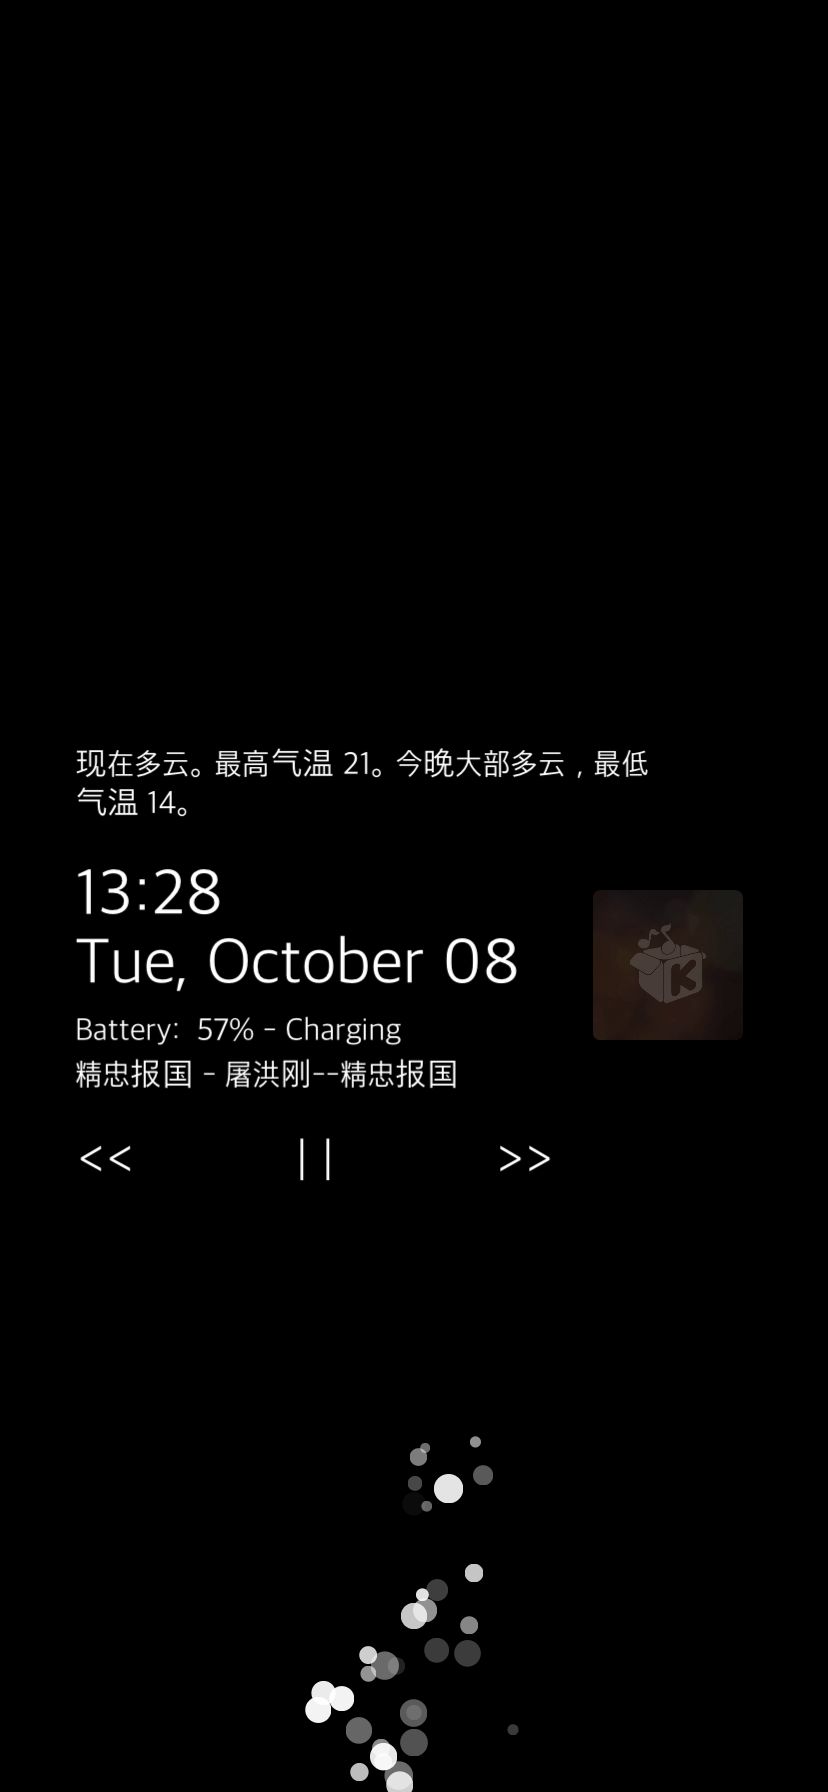 现在多云。最高气温 21。今晚大部多云，最低
气温 14。
13:28
Tue, October 08
Battery: 57% - Charging
精忠报国 - 屠洪刚--精忠报国
<< || >>
K